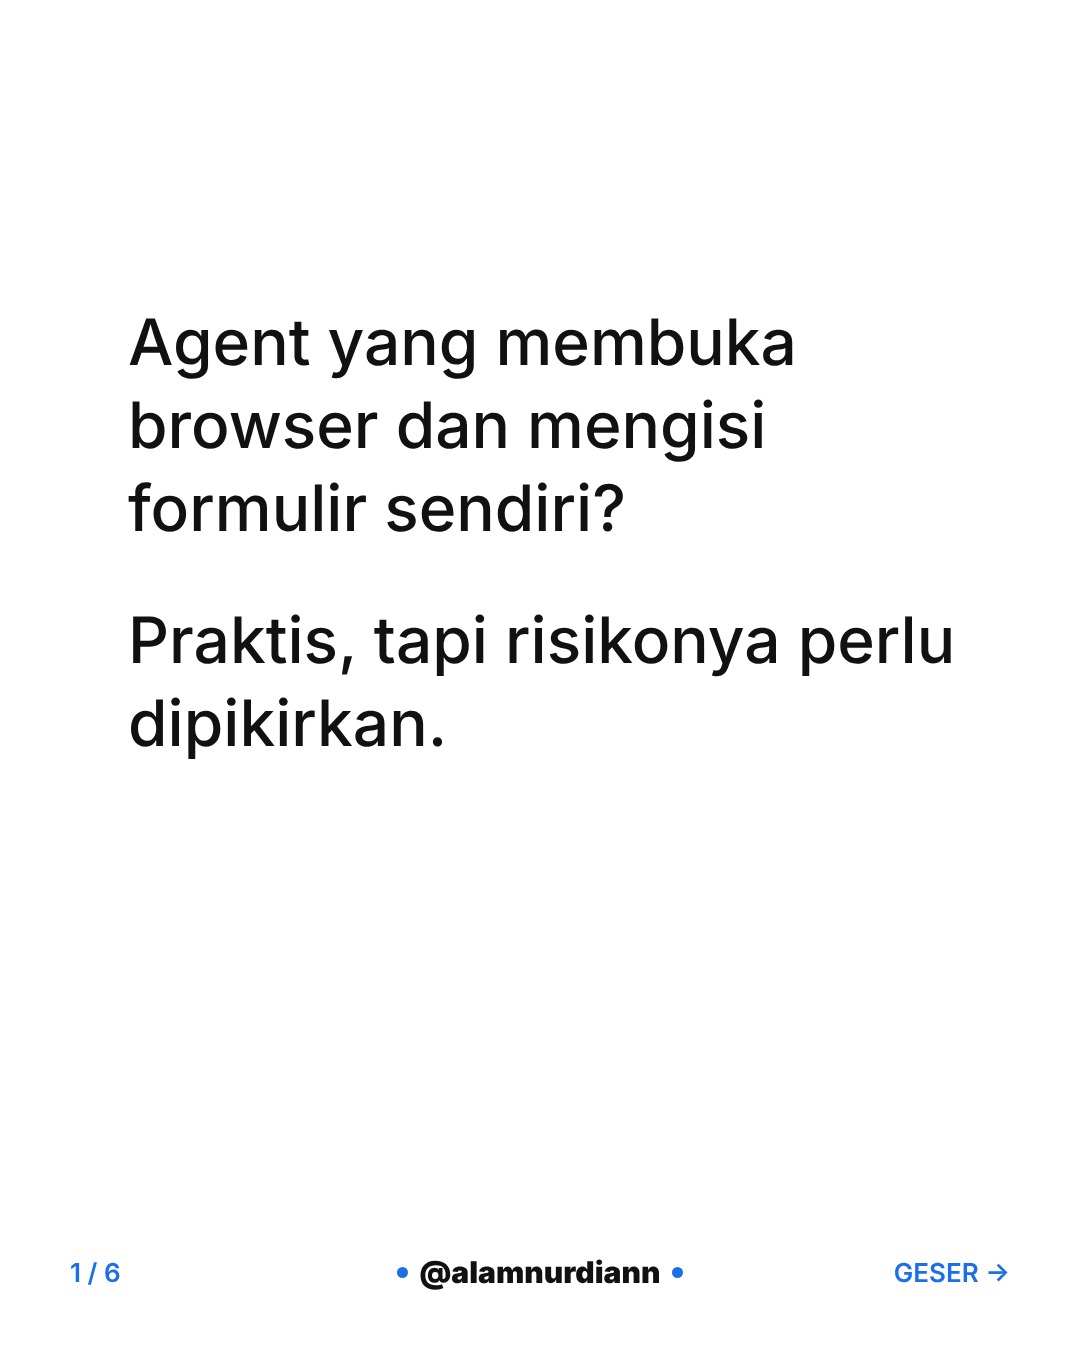 Agent yang membuka
browser dan mengisi
formulir sendiri?
Praktis, tapi risikonya perlu
dipikirkan.
1 / 6
• @alamnurdiann •
GESER →